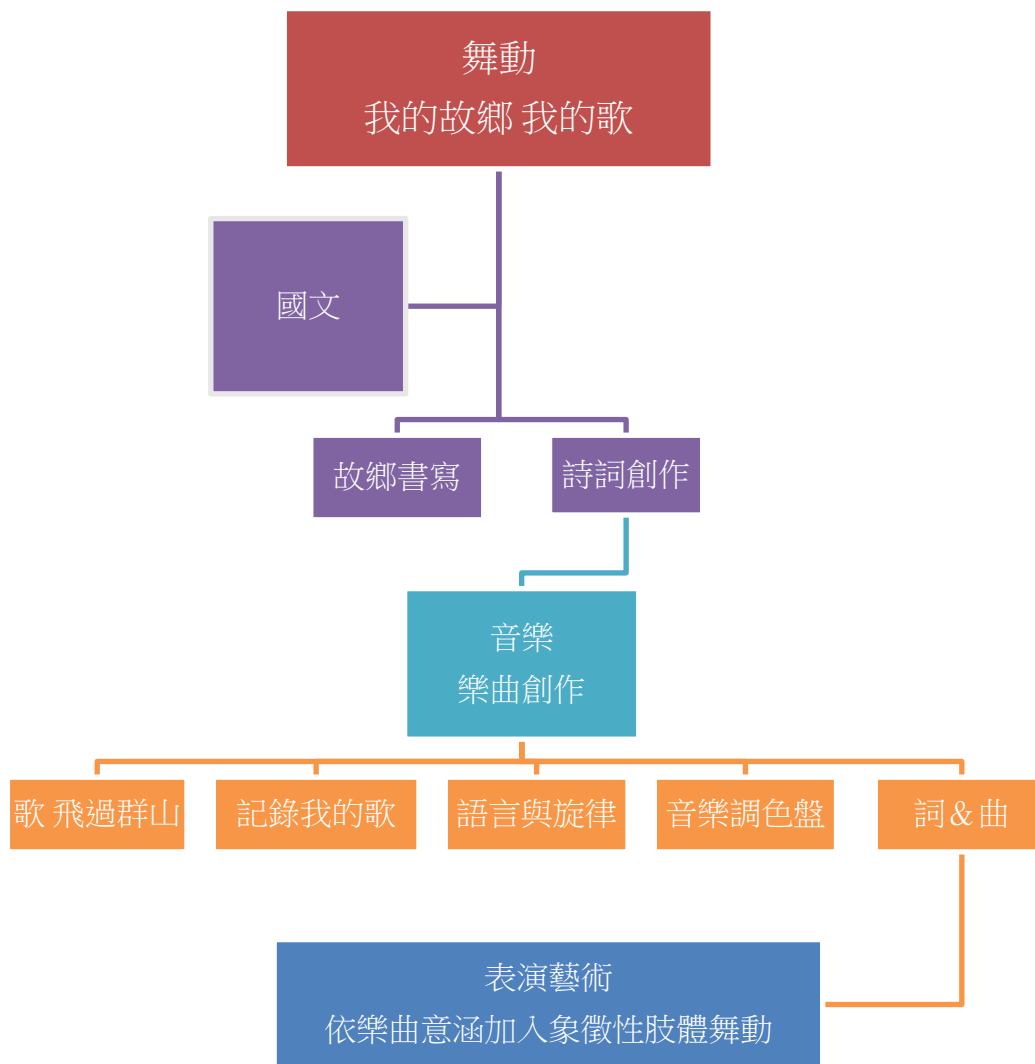 舞動
我的故鄉 我的歌
國文
故鄉書寫
詩詞創作
音樂
樂曲創作
歌 飛過群山
記錄我的歌
語言與旋律
音樂調色盤
詞&曲
表演藝術
依樂曲意涵加入象徵性肢體舞動